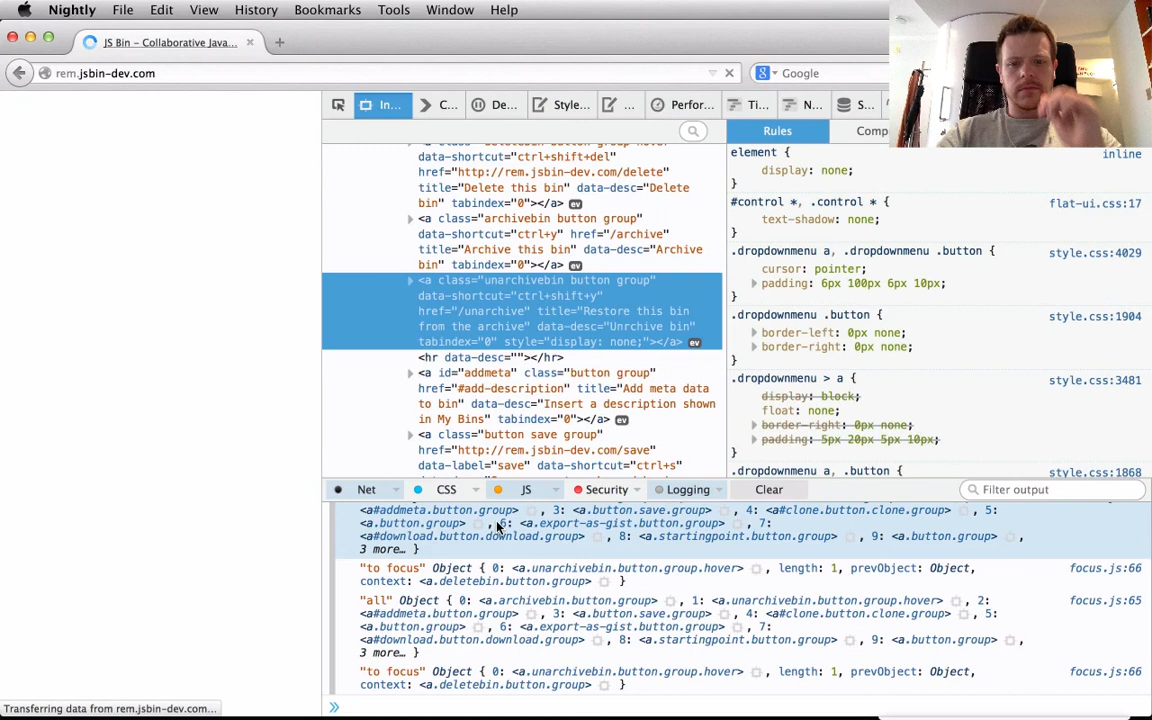 Nightly File Edit View History Bookmarks Tools Window Help
JS Bin – Collaborative Java...
rem.jsbin-dev.com
Google
In... C... De... Style... ... Perfor... Ti... N... S...
Rules Comp
data-shortcut="ctrl+shift+del"
href="http://rem.jsbin-dev.com/delete"
title="Delete this bin" data-desc="Delete
bin" tabindex="0"></a> ev
<a class="archivebin button group"
data-shortcut="ctrl+y" href="/archive"
title="Archive this bin" data-desc="Archive
bin" tabindex="0"></a> ev
<a class="unarchivebin button group"
data-shortcut="ctrl+shift+y"
href="/unarchive" title="Restore this bin
from the archive" data-desc="Unrchive bin"
tabindex="0" style="display: none;"></a> ev
<hr data-desc=""></hr>
<a id="addmeta" class="button group"
href="#add-description" title="Add meta data
to bin" data-desc="Insert a description shown
in My Bins" tabindex="0"></a> ev
<a class="button save group"
href="http://rem.jsbin-dev.com/save"
data-label="save" data-shortcut="ctrl+s"
element { inline
display: none;
}
#control *, .control * { flat-ui.css:17
text-shadow: none;
}
.dropdownmenu a, .dropdownmenu .button { style.css:4029
cursor: pointer;
padding: 6px 100px 6px 10px;
}
.dropdownmenu .button { style.css:1904
border-left: 0px none;
border-right: 0px none;
}
.dropdownmenu > a { style.css:3481
display: block;
float: none;
border-right: 0px none;
padding: 5px 20px 5px 10px;
}
.dropdownmenu a, .button { style.css:1868
Net CSS JS Security Logging Clear Filter output
<a#addmeta.button.group> , 3: <a.button.save.group> , 4: <a#clone.button.clone.group> , 5:
<a.button.group> , 6: <a.export-as-gist.button.group> , 7:
<a#download.button.download.group> , 8: <a.startingpoint.button.group> , 9: <a.button.group> ,
3 more… }
"to focus" Object { 0: <a.unarchivebin.button.group.hover> , length: 1, prevObject: Object, focus.js:66
context: <a.deletebin.button.group> }
"all" Object { 0: <a.archivebin.button.group> , 1: <a.unarchivebin.button.group.hover> , 2: focus.js:65
<a#addmeta.button.group> , 3: <a.button.save.group> , 4: <a#clone.button.clone.group> , 5:
<a.button.group> , 6: <a.export-as-gist.button.group> , 7:
<a#download.button.download.group> , 8: <a.startingpoint.button.group> , 9: <a.button.group> ,
3 more… }
"to focus" Object { 0: <a.unarchivebin.button.group.hover> , length: 1, prevObject: Object, focus.js:66
context: <a.deletebin.button.group> }
Transferring data from rem.jsbin-dev.com...